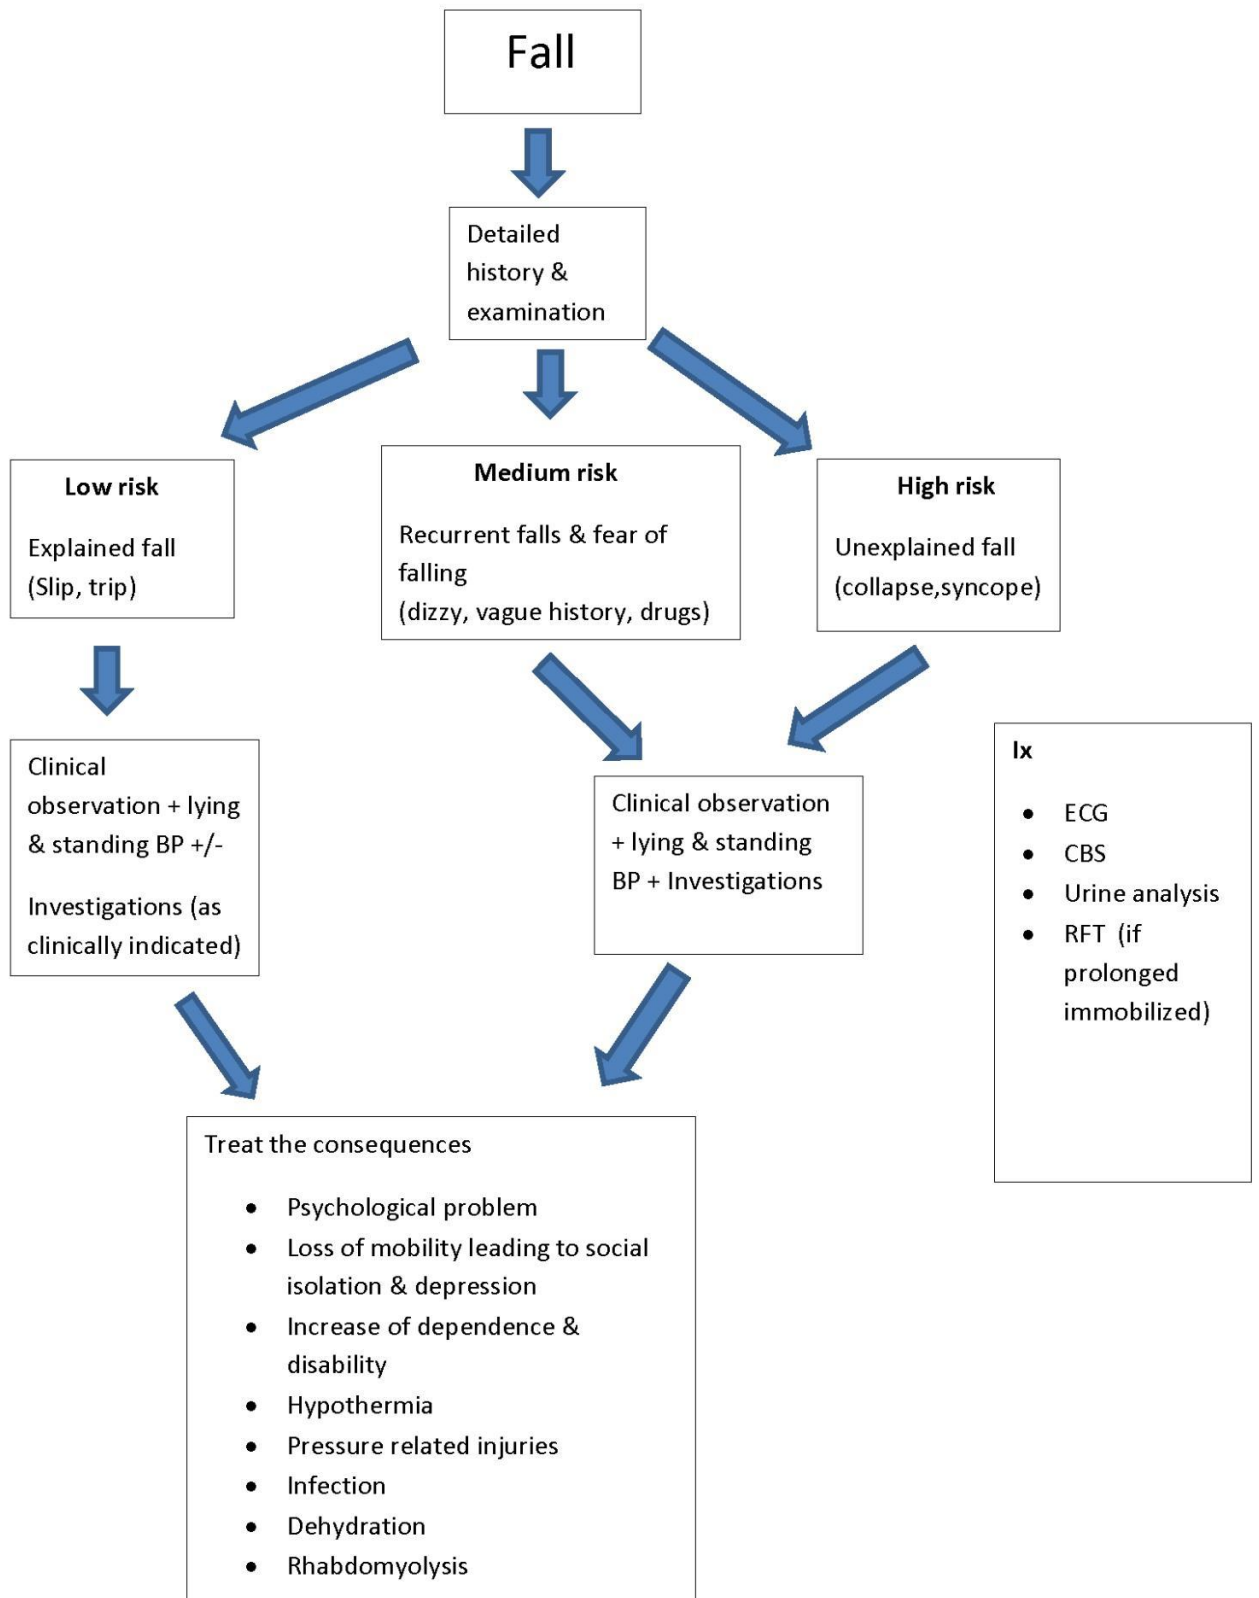 Fall
Detailed
history &
examination
Low risk
Explained fall
(Slip, trip)
Medium risk
Recurrent falls & fear of
falling
(dizzy, vague history, drugs)
High risk
Unexplained fall
(collapse,syncope)
Clinical
observation + lying
& standing BP +/-
Investigations (as
clinically indicated)
Clinical observation
+ lying & standing
BP + Investigations
Ix
• ECG
• CBS
• Urine analysis
• RFT (if
prolonged
immobilized)
Treat the consequences
• Psychological problem
• Loss of mobility leading to social
isolation & depression
• Increase of dependence &
disability
• Hypothermia
• Pressure related injuries
• Infection
• Dehydration
• Rhabdomyolysis